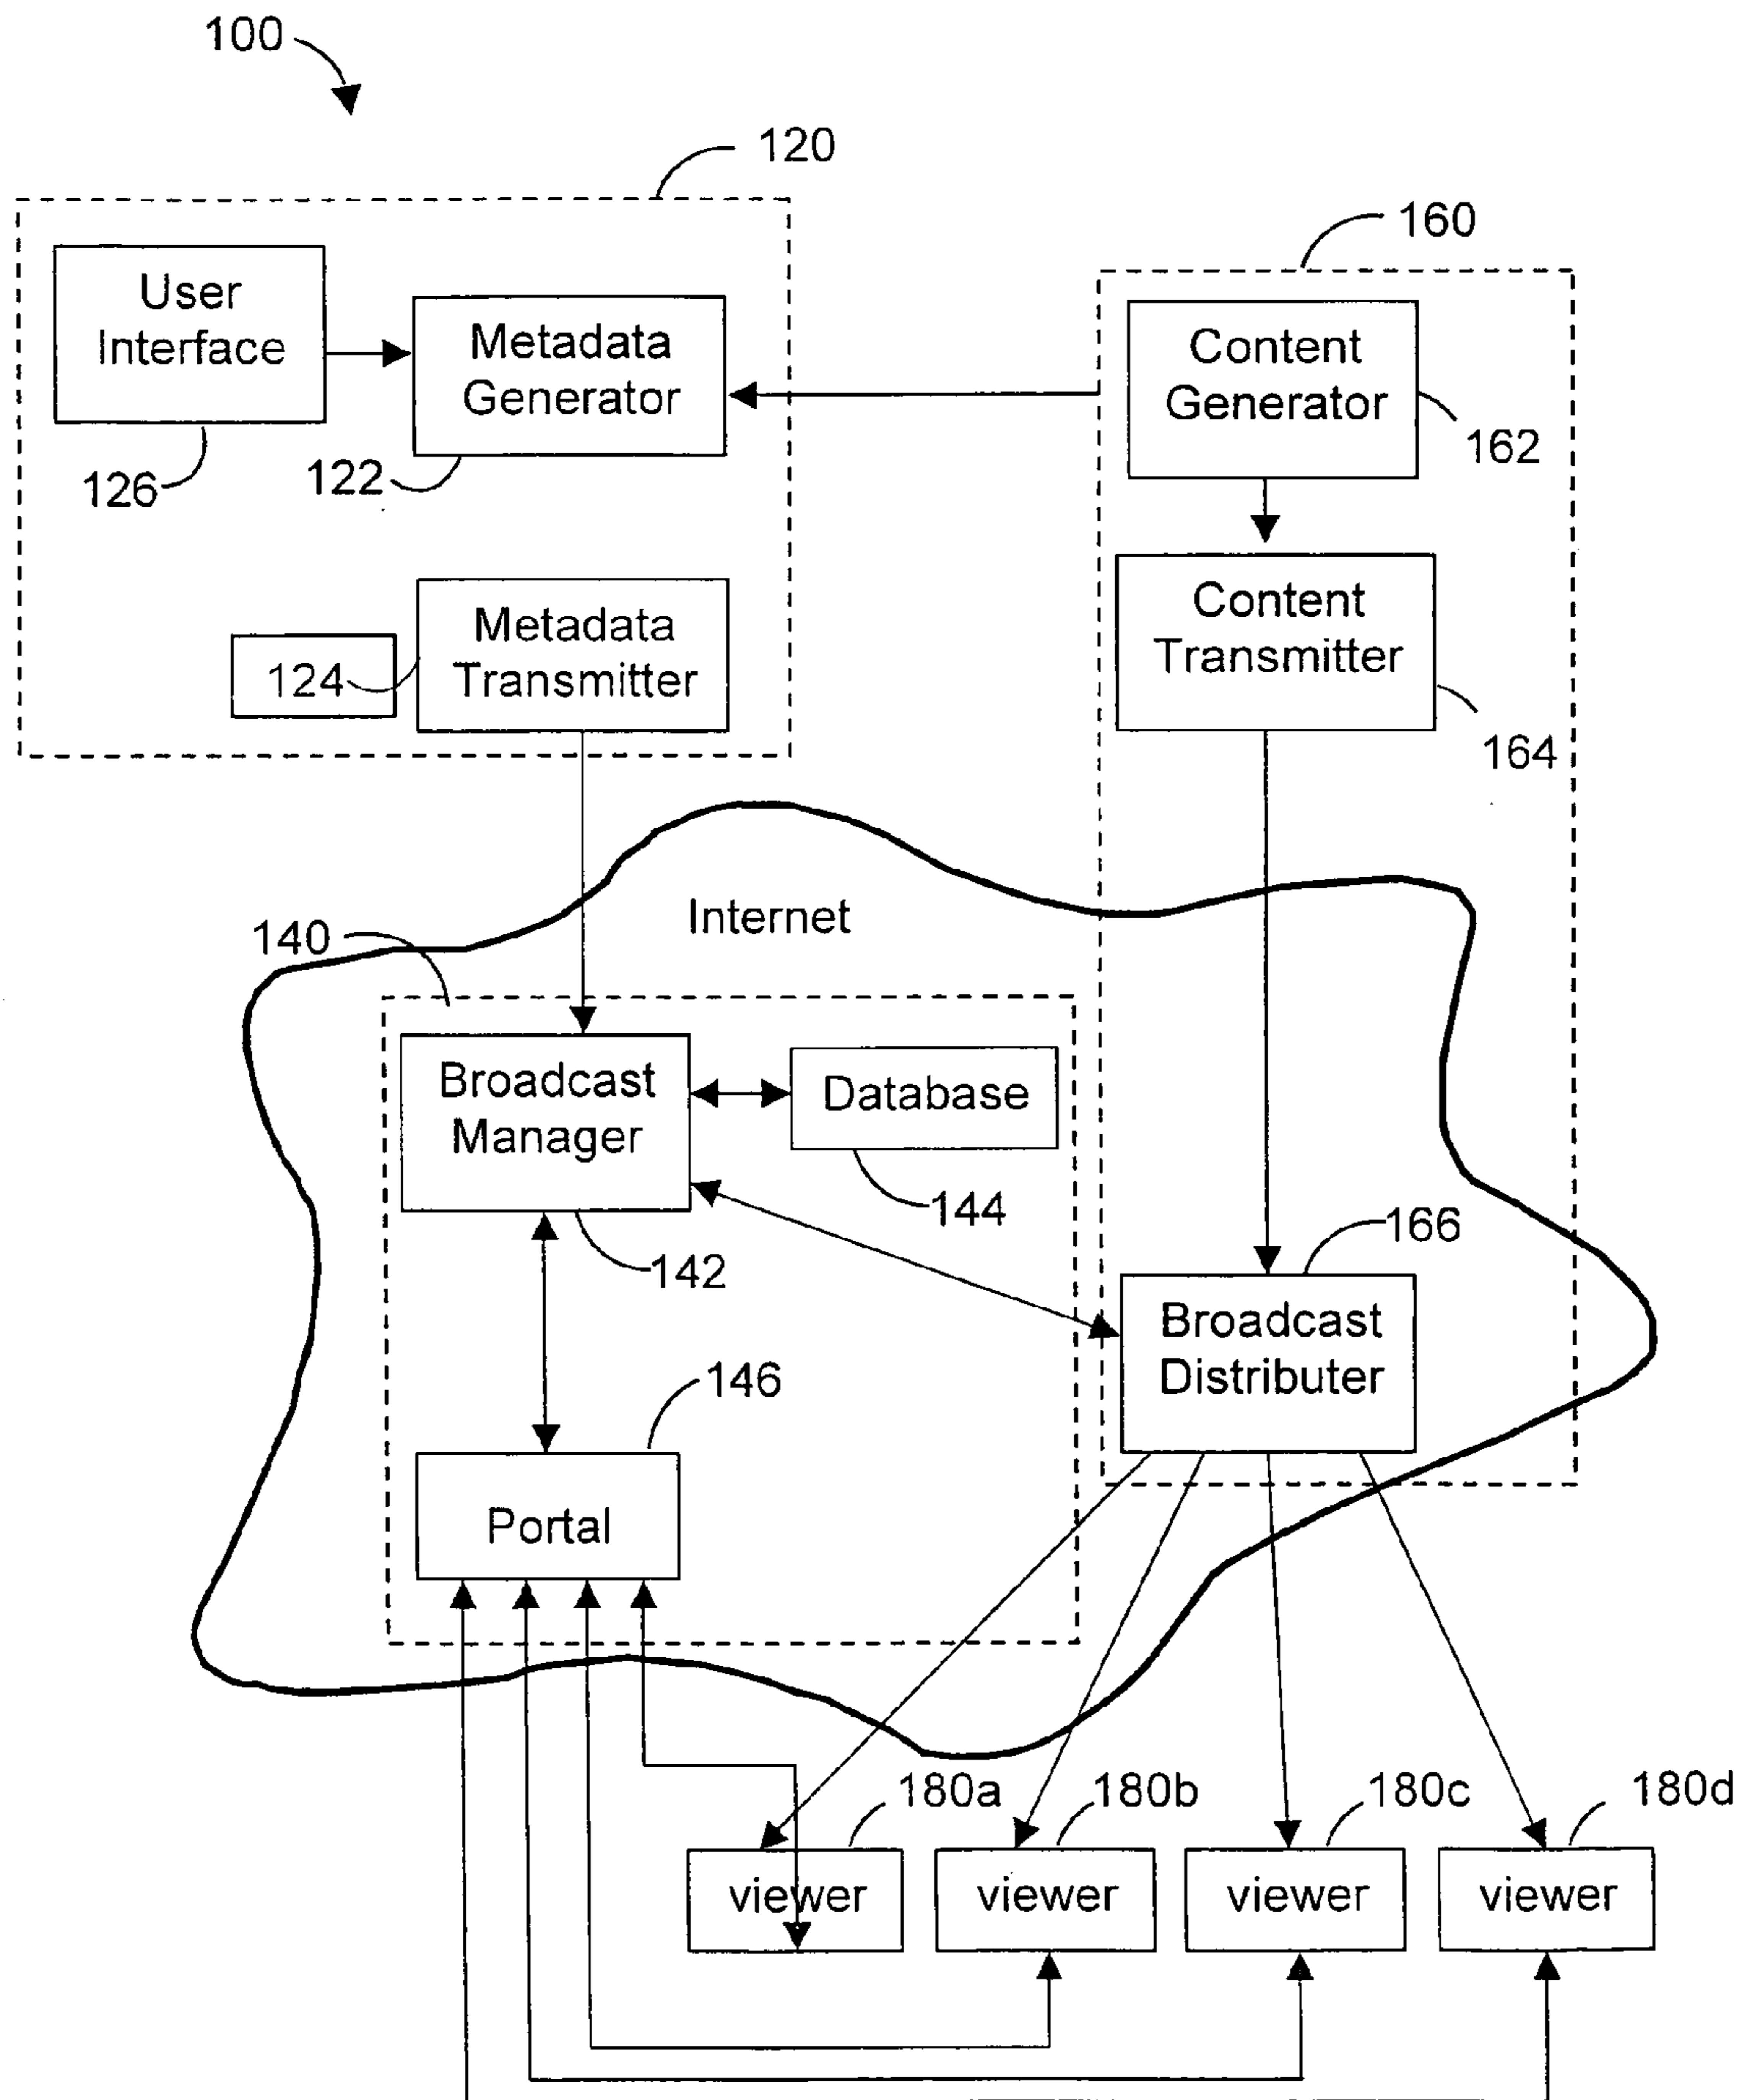 100
120
160
User
Interface
Metadata
Generator
Content
Generator
126
122
162
Metadata
Transmitter
124
Content
Transmitter
164
Internet
140
Broadcast
Manager
Database
144
142
166
Broadcast
Distributer
146
Portal
180a
180b
180c
180d
viewer
viewer
viewer
viewer